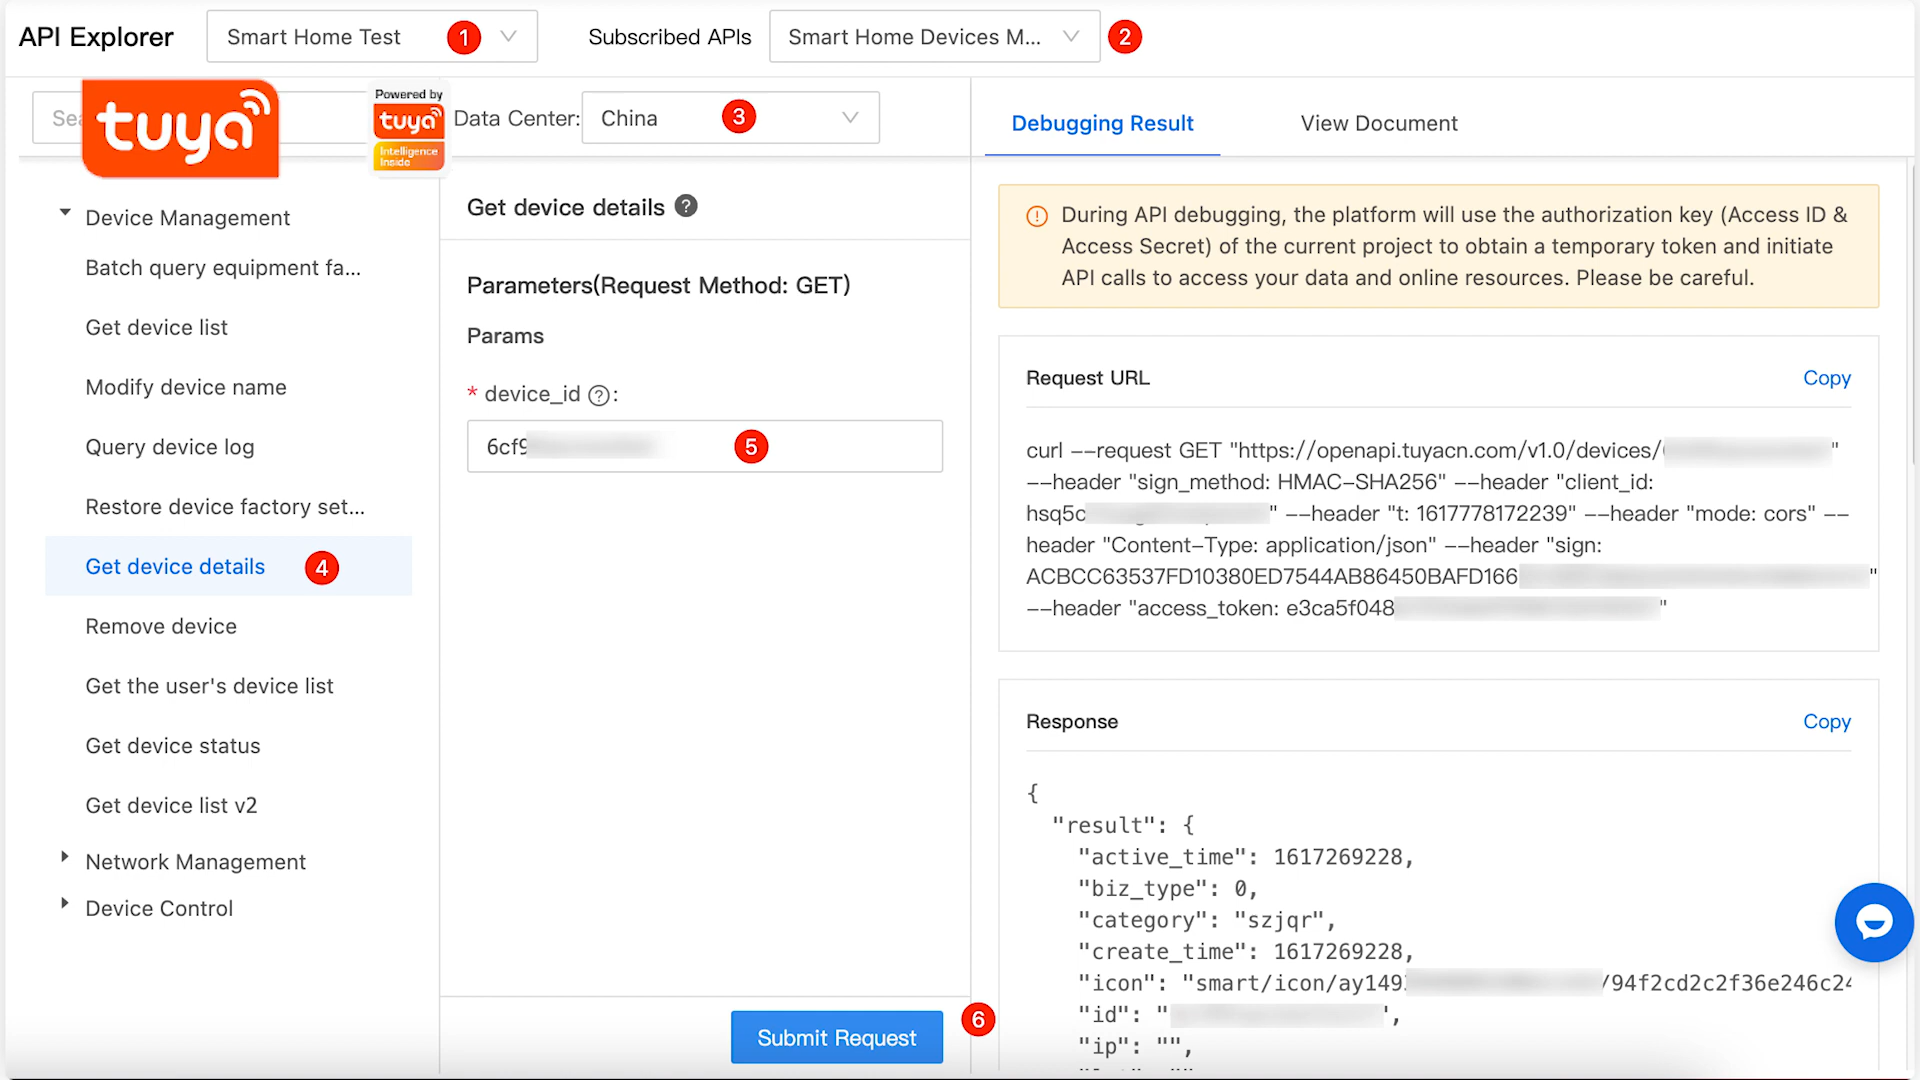 API Explorer
Smart Home Test
1
Subscribed APIs
Smart Home Devices M...
2
Sea
tuya
Powered by
tuya
Intelligence
Inside
Data Center:
China
3
Debugging Result
View Document
Device Management
Batch query equipment fa...
Get device list
Modify device name
Query device log
Restore device factory set...
Get device details
4
Remove device
Get the user's device list
Get device status
Get device list v2
Network Management
Device Control
Get device details ?
Parameters(Request Method: GET)
Params
* device_id ? :
6cf9
5
Submit Request
6
During API debugging, the platform will use the authorization key (Access ID &
Access Secret) of the current project to obtain a temporary token and initiate
API calls to access your data and online resources. Please be careful.
Request URL
Copy
curl --request GET "https://openapi.tuyacn.com/v1.0/devices/ "
--header "sign_method: HMAC-SHA256" --header "client_id:
hsq5c " --header "t: 1617778172239" --header "mode: cors" --
header "Content-Type: application/json" --header "sign:
ACBCC63537FD10380ED7544AB86450BAFD166 "
--header "access_token: e3ca5f048 "
Response
Copy
{
"result": {
"active_time": 1617269228,
"biz_type": 0,
"category": "szjqr",
"create_time": 1617269228,
"icon": "smart/icon/ay149 /94f2cd2c2f36e246c24
"id": " ",
"ip": "",